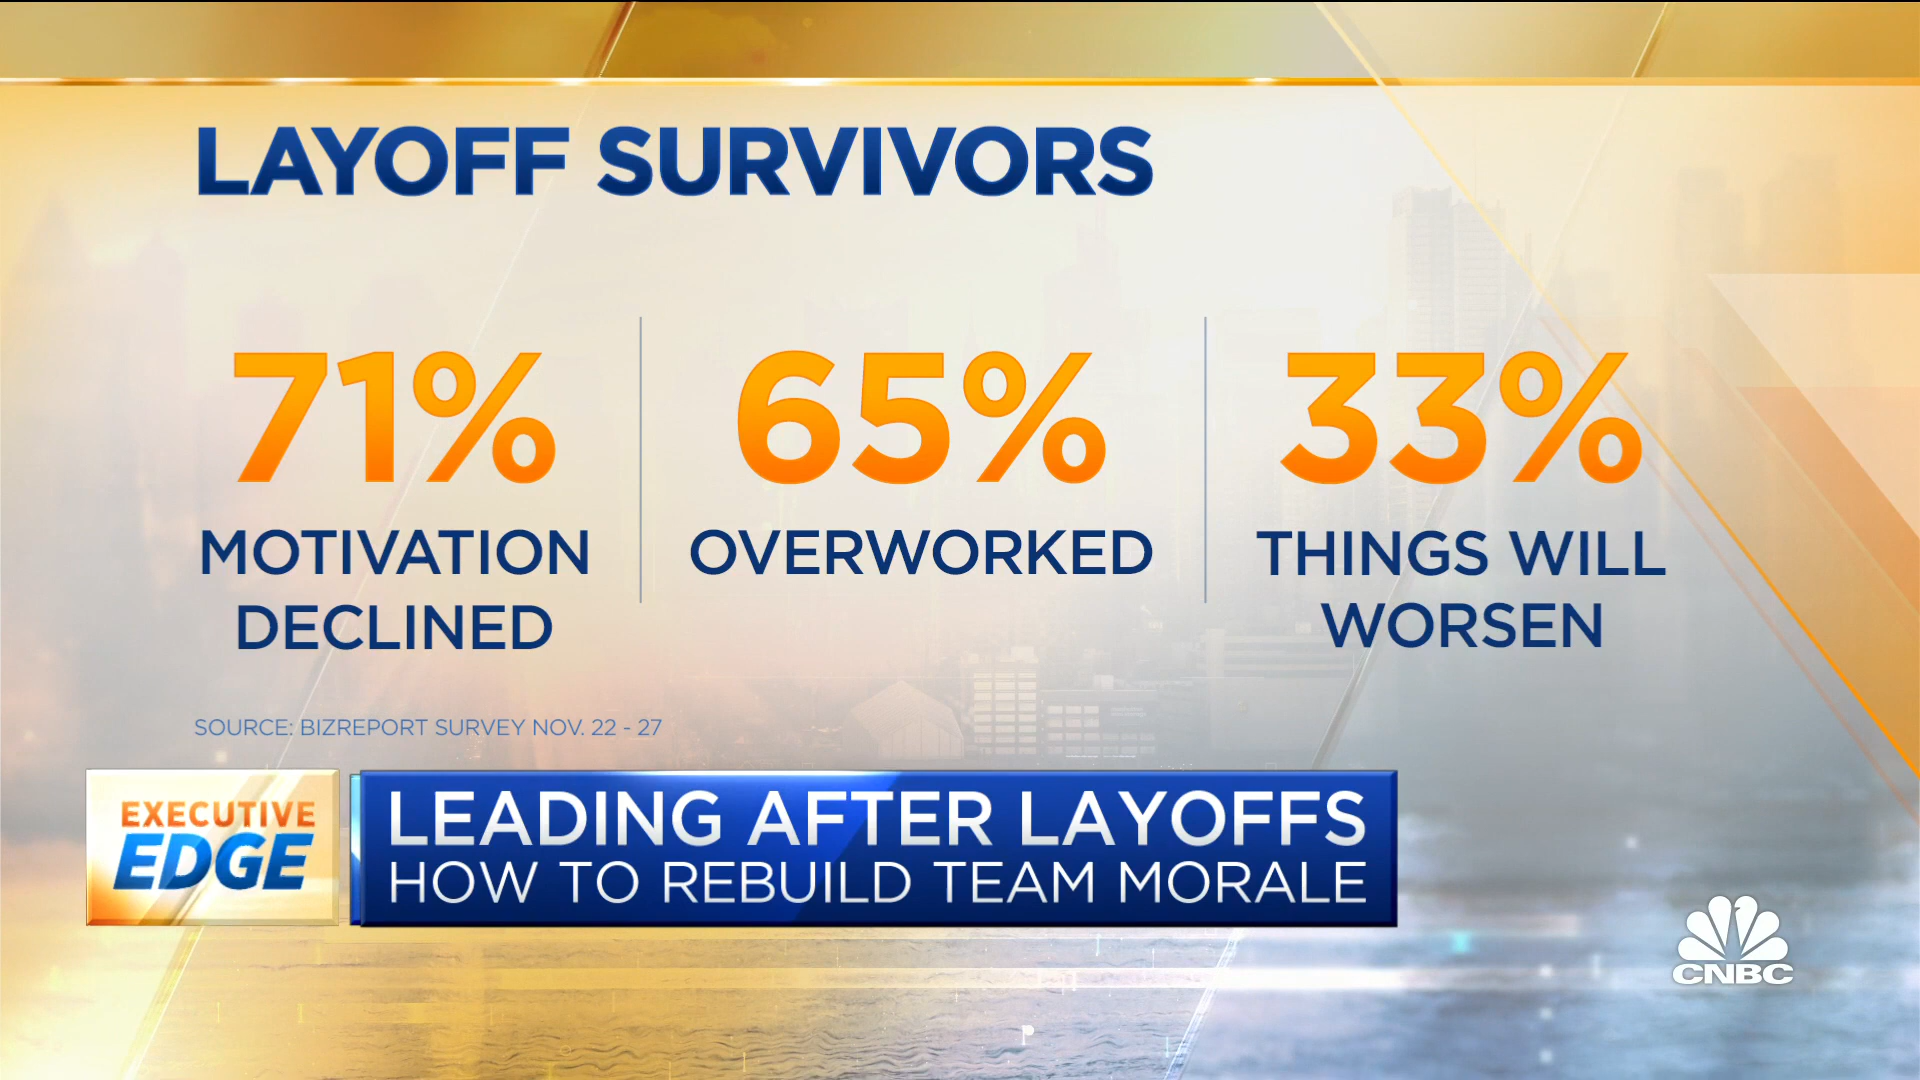 LAYOFF SURVIVORS
71%
MOTIVATION
DECLINED
65%
OVERWORKED
33%
THINGS WILL
WORSEN
SOURCE: BIZREPORT SURVEY NOV. 22 - 27
EXECUTIVE
EDGE
LEADING AFTER LAYOFFS
HOW TO REBUILD TEAM MORALE
CNBC